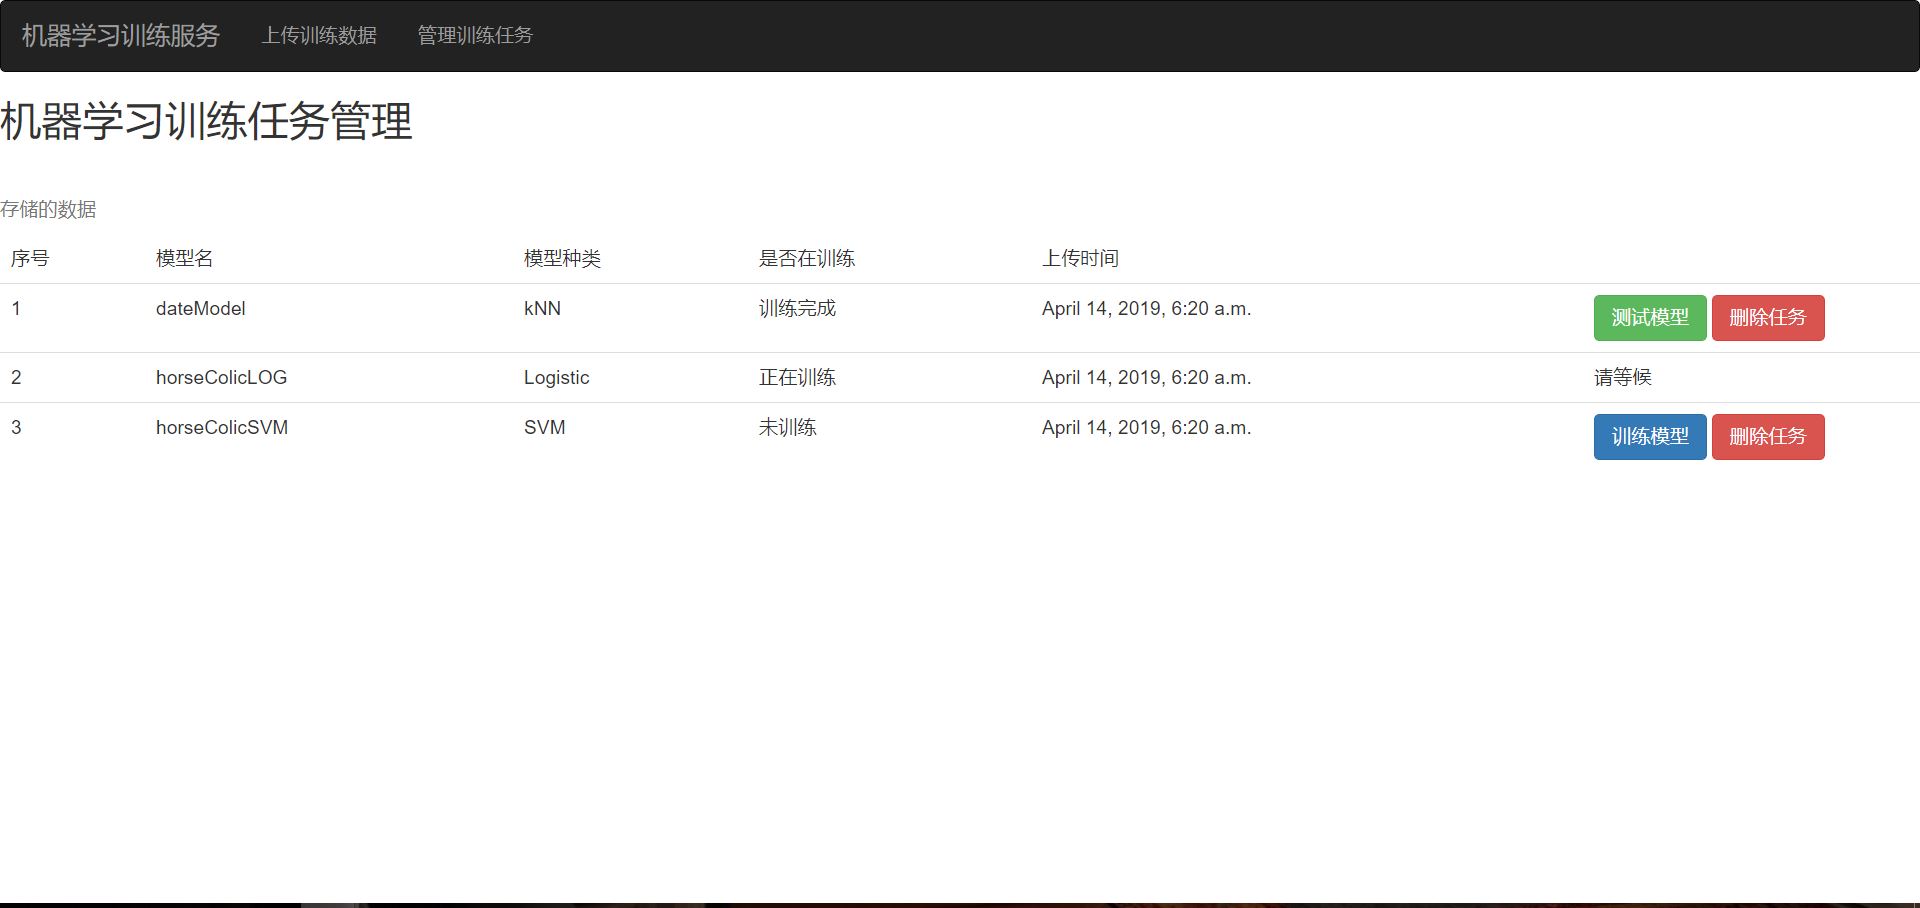 机器学习训练服务 上传训练数据 管理训练任务
机器学习训练任务管理
存储的数据
序号 模型名 模型种类 是否在训练 上传时间
1 dateModel kNN 训练完成 April 14, 2019, 6:20 a.m. 测试模型 删除任务
2 horseColicLOG Logistic 正在训练 April 14, 2019, 6:20 a.m. 请等候
3 horseColicSVM SVM 未训练 April 14, 2019, 6:20 a.m. 训练模型 删除任务